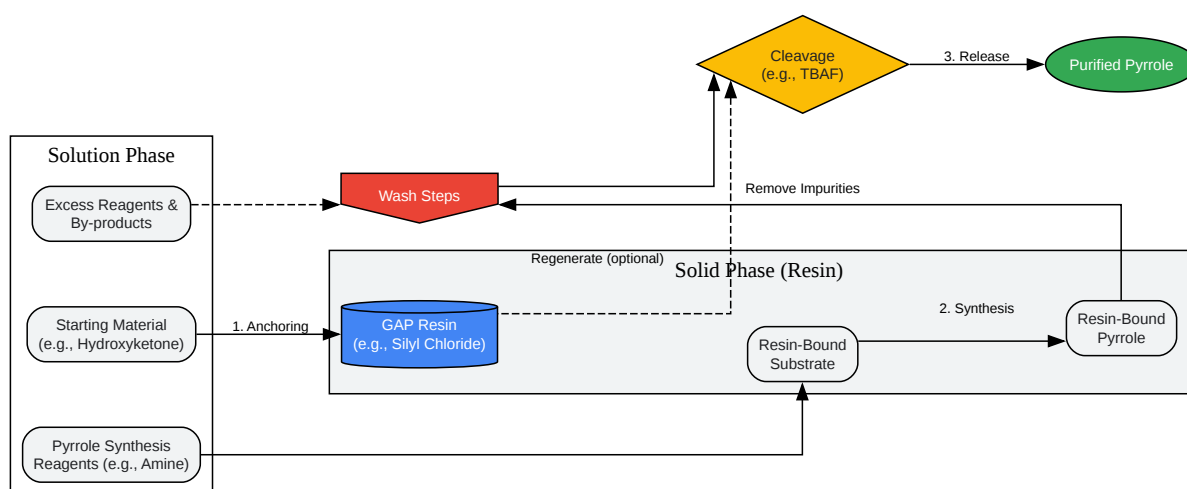 Cleavage
(e.g., TBAF)
3. Release
Purified Pyrrole
Solution Phase
Excess Reagents &
By-products
Wash Steps
Remove Impurities
Regenerate (optional)
Solid Phase (Resin)
Starting Material
(e.g., Hydroxyketone)
1. Anchoring
GAP Resin
(e.g., Silyl Chloride)
Resin-Bound
Substrate
2. Synthesis
Resin-Bound
Pyrrole
Pyrrole Synthesis
Reagents (e.g., Amine)